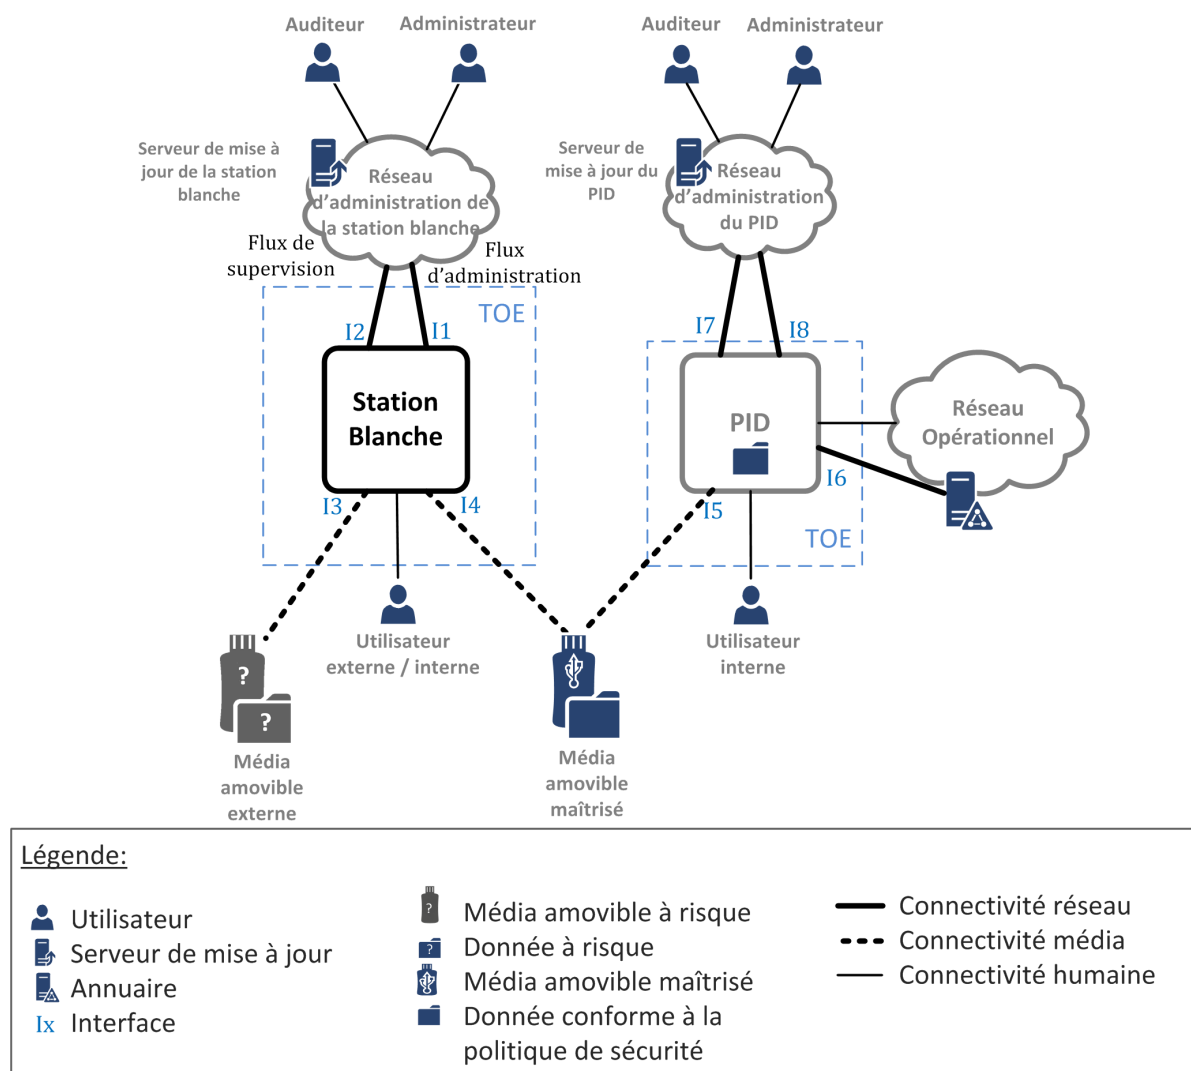 Auditeur
Administrateur
Auditeur
Administrateur
Serveur de mise à
jour de la station
blanche
Réseau
d'administration de
la station blanche
Serveur de
mise à jour du
PID
Réseau
d'administration
du PID
Flux de
supervision
Flux
d'administration
TOE
I2
I1
Station
Blanche
I3
I4
I7
I8
PID
I5
I6
TOE
Réseau
Opérationnel
Utilisateur
externe / interne
Utilisateur
interne
?
?
Média
amovible
externe
Média
amovible
maîtrisé
Légende:
Utilisateur
Serveur de mise à jour
Annuaire
Ix Interface
? Média amovible à risque
? Donnée à risque
Média amovible maîtrisé
Donnée conforme à la
politique de sécurité
Connectivité réseau
Connectivité média
Connectivité humaine